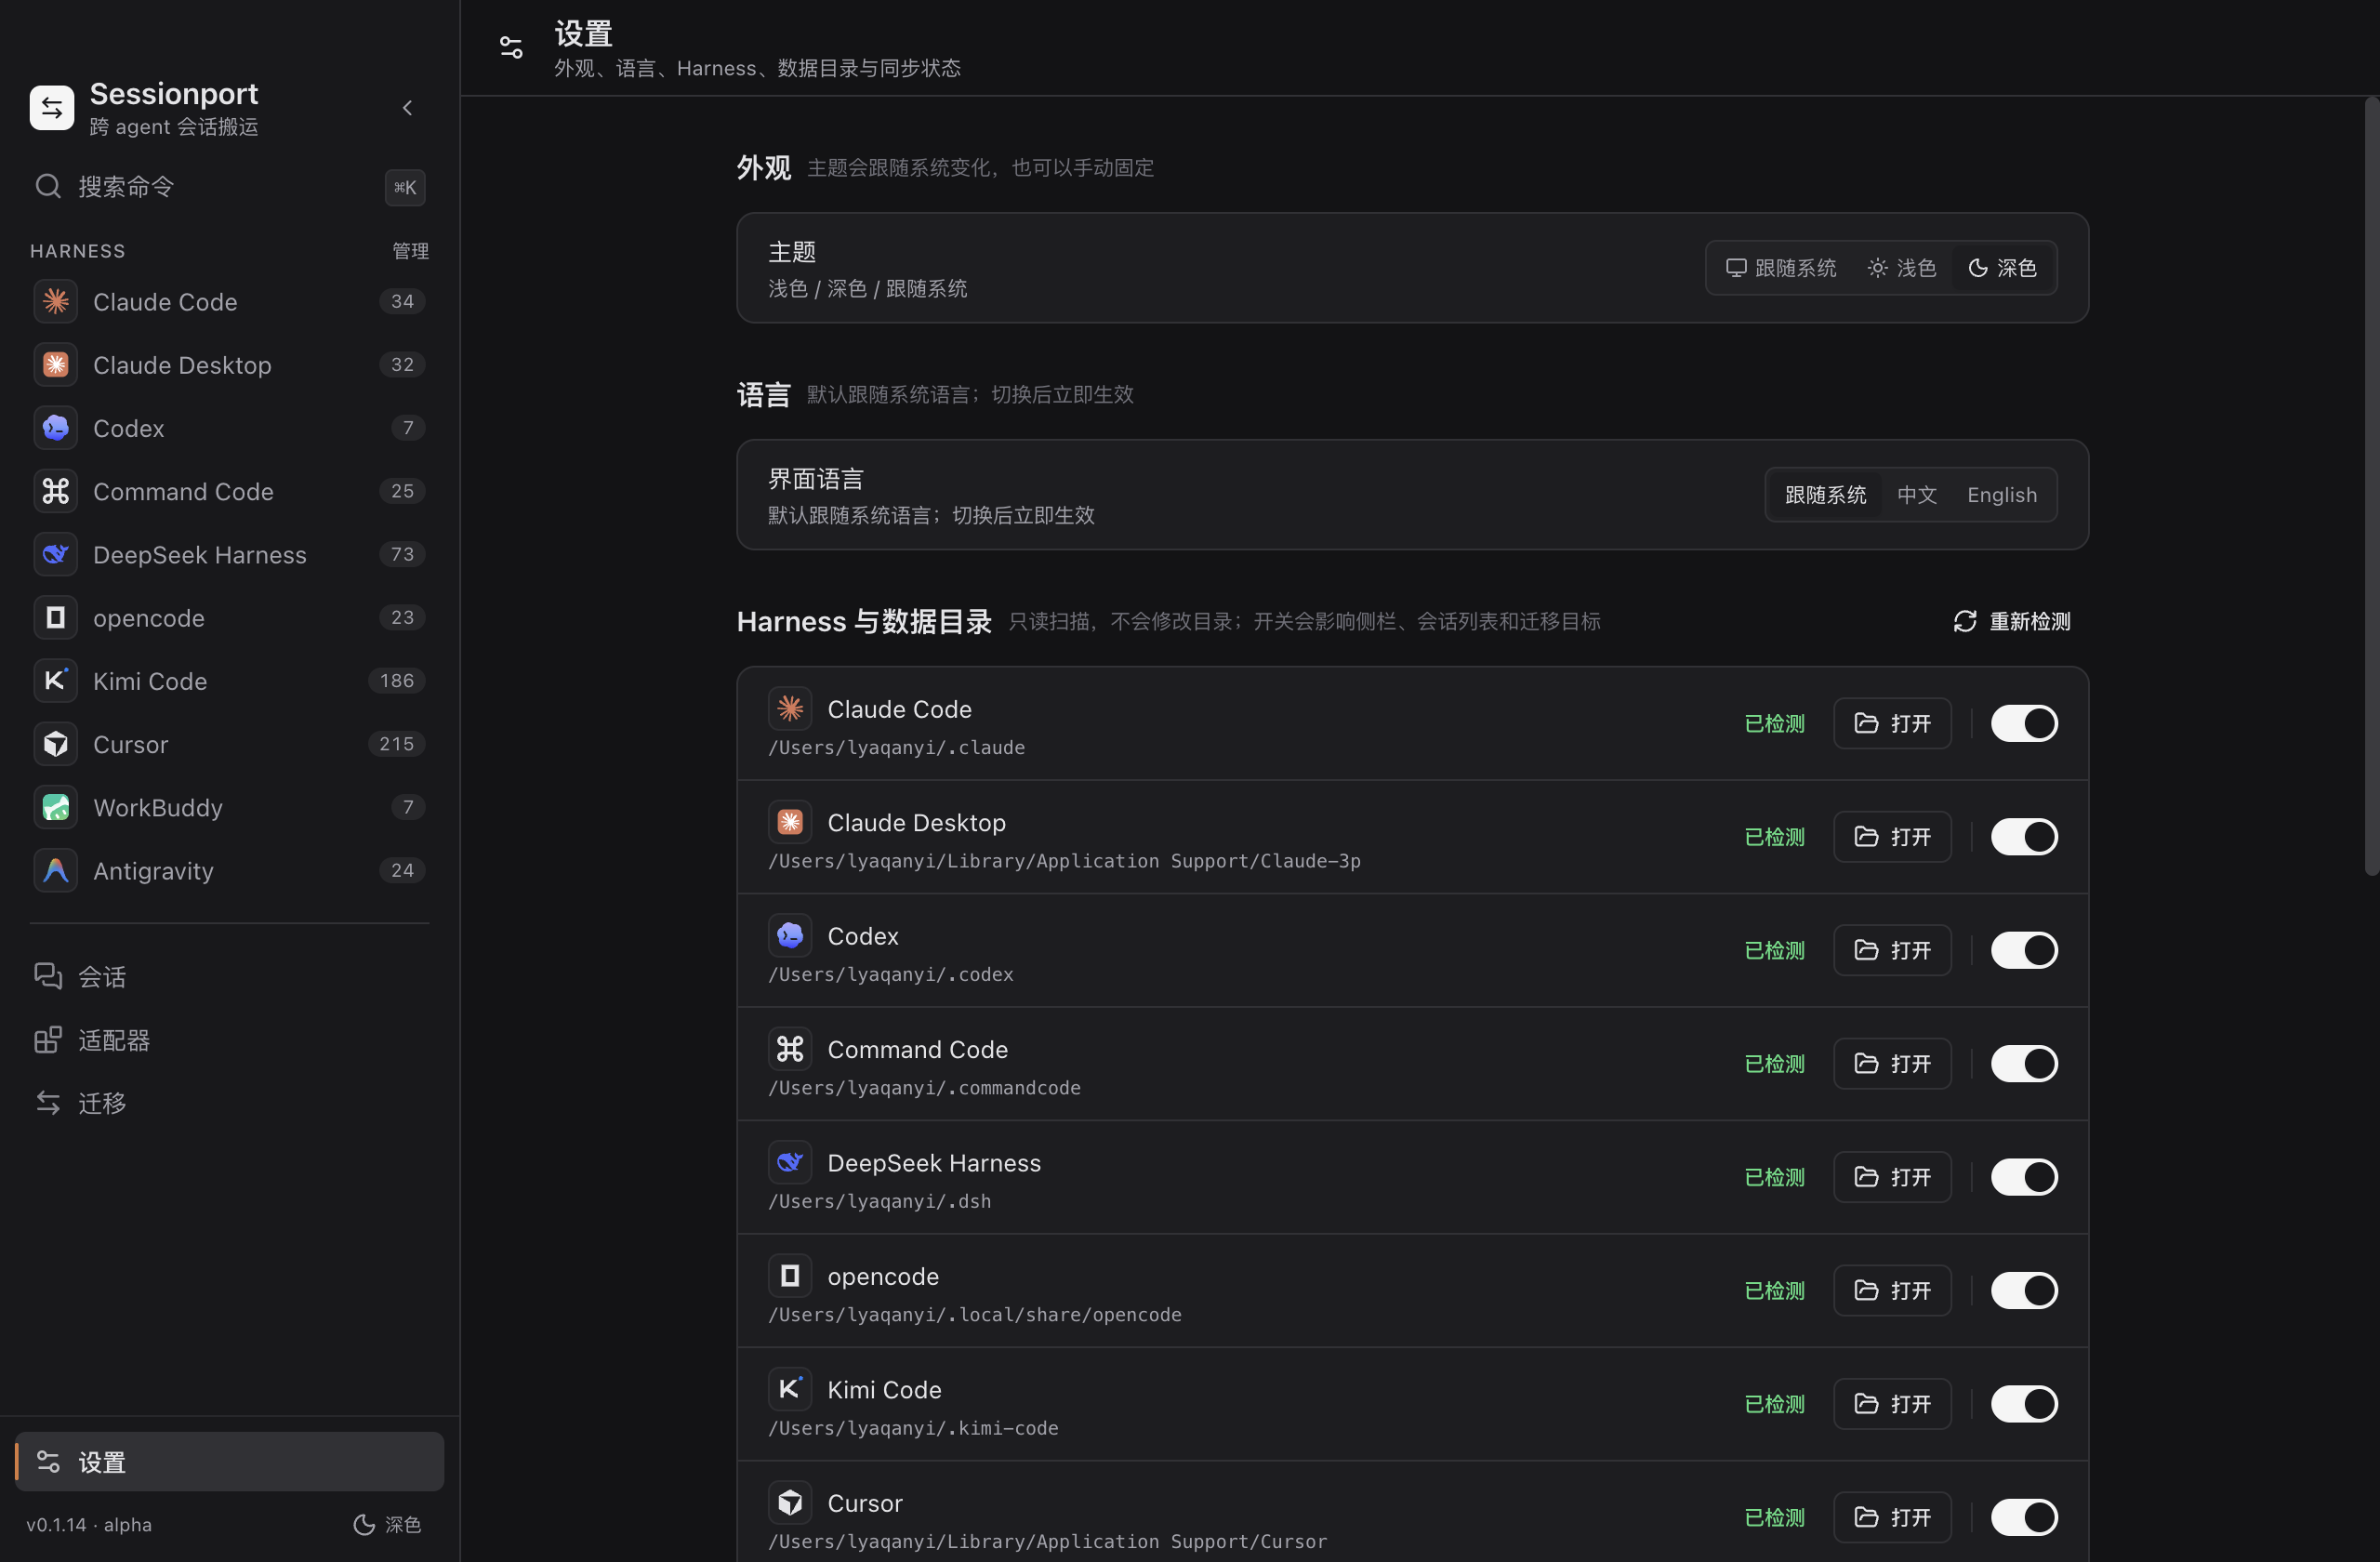 Sessionport
跨 agent 会话搬运
搜索命令 ⌘K
HARNESS 管理
Claude Code 34
Claude Desktop 32
Codex 7
Command Code 25
DeepSeek Harness 73
opencode 23
Kimi Code 186
Cursor 215
WorkBuddy 7
Antigravity 24
会话
适配器
迁移
设置
v0.1.14 · alpha 深色
设置
外观、语言、Harness、数据目录与同步状态
外观 主题会跟随系统变化，也可以手动固定
主题
浅色 / 深色 / 跟随系统
跟随系统 浅色 深色
语言 默认跟随系统语言；切换后立即生效
界面语言
默认跟随系统语言；切换后立即生效
跟随系统 中文 English
Harness 与数据目录 只读扫描，不会修改目录；开关会影响侧栏、会话列表和迁移目标 重新检测
Claude Code
/Users/lyaqanyi/.claude
已检测 打开
Claude Desktop
/Users/lyaqanyi/Library/Application Support/Claude-3p
已检测 打开
Codex
/Users/lyaqanyi/.codex
已检测 打开
Command Code
/Users/lyaqanyi/.commandcode
已检测 打开
DeepSeek Harness
/Users/lyaqanyi/.dsh
已检测 打开
opencode
/Users/lyaqanyi/.local/share/opencode
已检测 打开
Kimi Code
/Users/lyaqanyi/.kimi-code
已检测 打开
Cursor
/Users/lyaqanyi/Library/Application Support/Cursor
已检测 打开